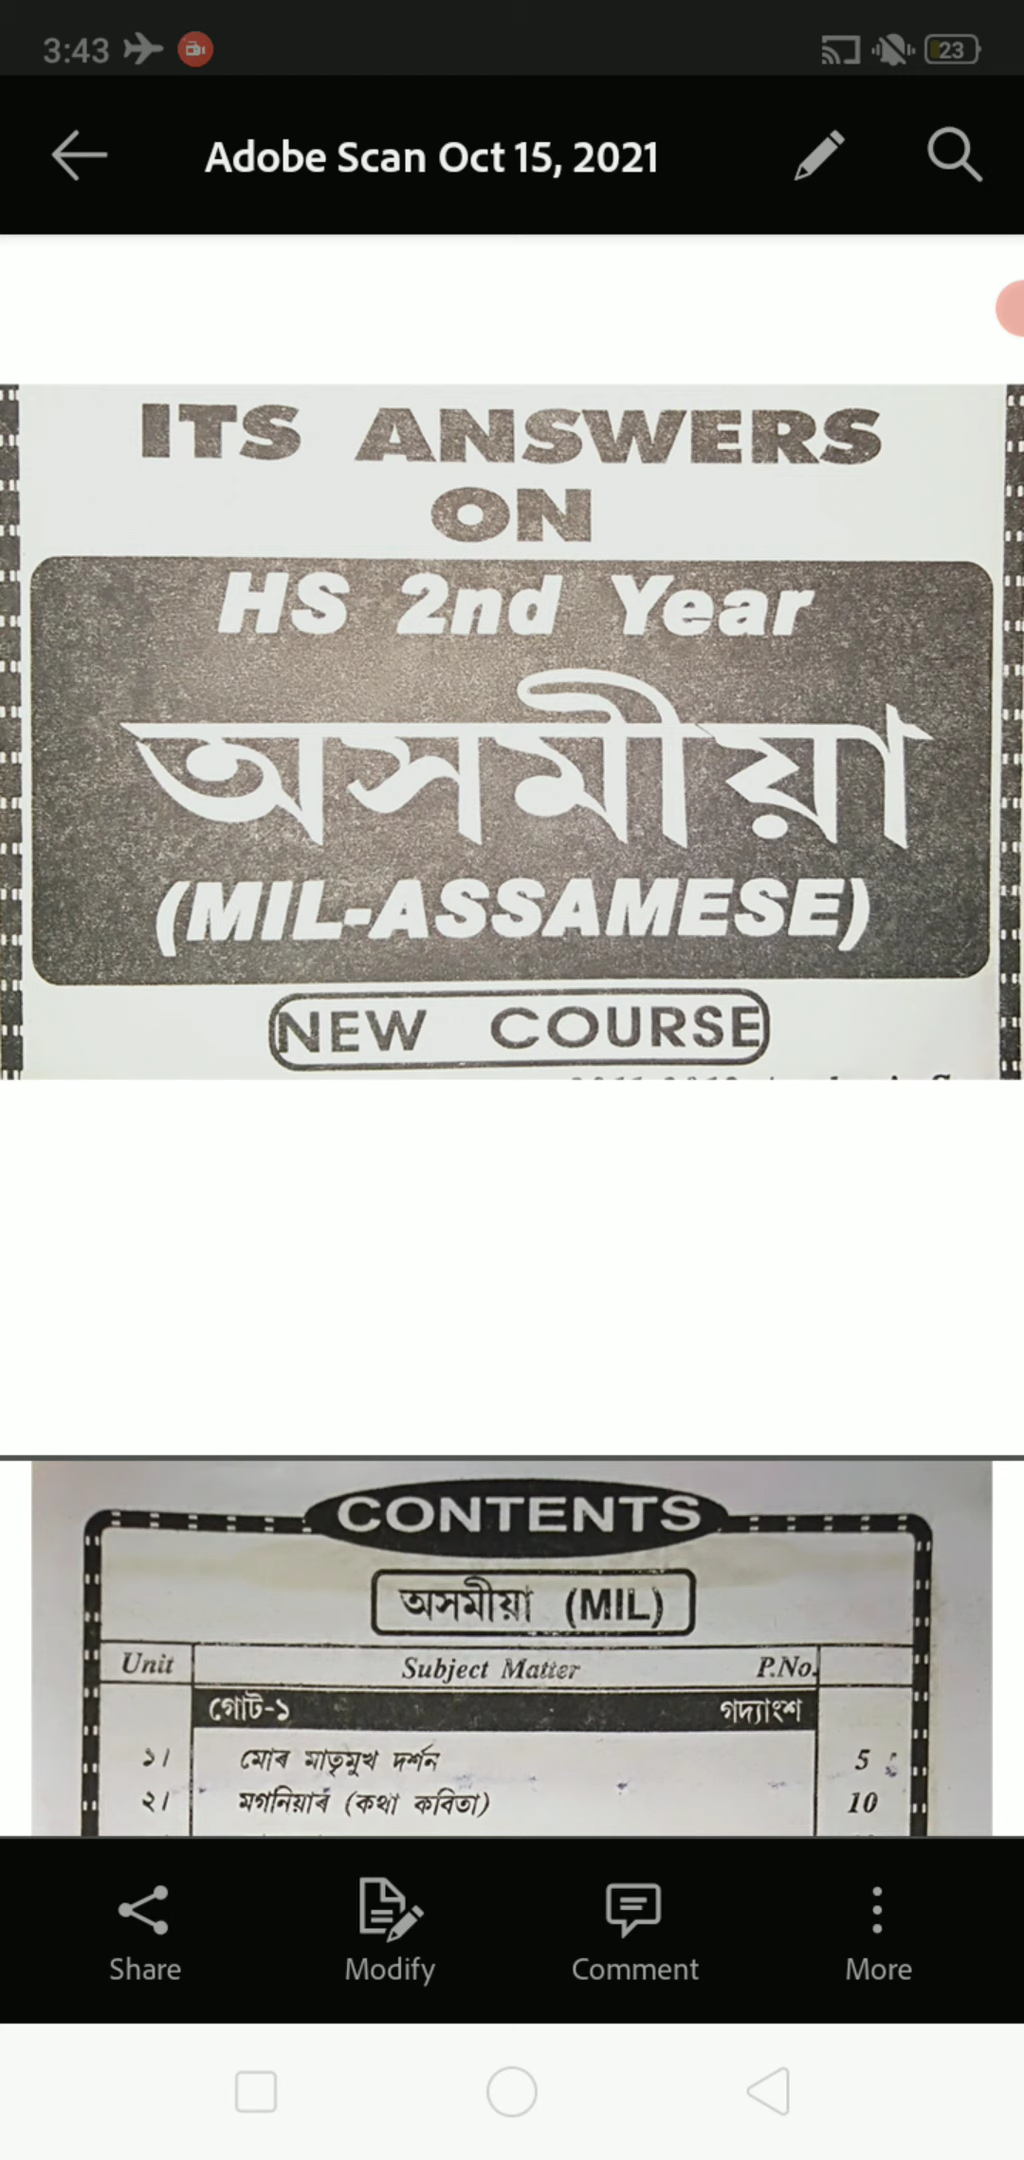 3:43
23
Adobe Scan Oct 15, 2021
ITS ANSWERS
ON
HS 2nd Year
অসমীয়া
(MIL-ASSAMESE)
NEW COURSE
CONTENTS
অসমীয়া (MIL)
Unit Subject Matter P.No.
গোট-১ গদ্যাংশ
১। মোৰ মাতৃমুখ দৰ্শন 5
২। মগনিয়াৰ (কথা কবিতা) 10
Share Modify Comment More